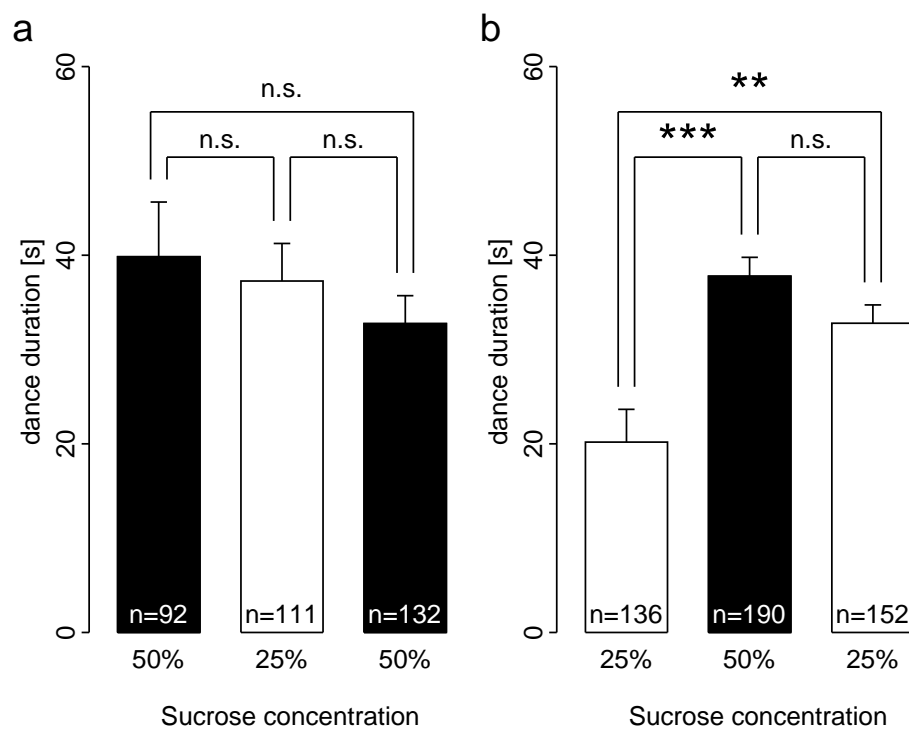 a
60
40
20
0
dance duration [s]
n.s.
n.s.
n.s.
n=92
n=111
n=132
50%
25%
50%
Sucrose concentration
b
60
40
20
0
dance duration [s]
**
***
n.s.
n=136
n=190
n=152
25%
50%
25%
Sucrose concentration